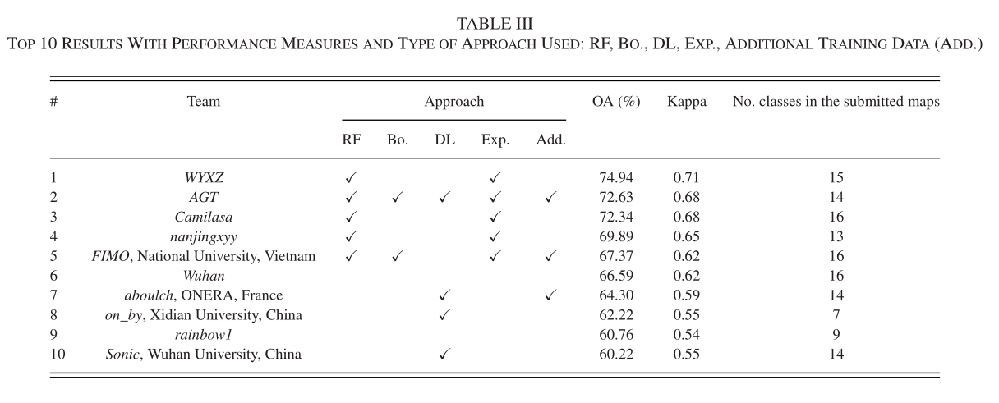 TABLE III
TOP 10 RESULTS WITH PERFORMANCE MEASURES AND TYPE OF APPROACH USED: RF, BO., DL, EXP., ADDITIONAL TRAINING DATA (ADD.)
# Team Approach OA (%) Kappa No. classes in the submitted maps
RF Bo. DL Exp. Add.
1 WYXZ ✓ ✓ 74.94 0.71 15
2 AGT ✓ ✓ ✓ ✓ ✓ 72.63 0.68 14
3 Camilasa ✓ ✓ 72.34 0.68 16
4 nanjingxyy ✓ ✓ 69.89 0.65 13
5 FIMO, National University, Vietnam ✓ ✓ ✓ ✓ 67.37 0.62 16
6 Wuhan 66.59 0.62 16
7 aboulch, ONERA, France ✓ ✓ 64.30 0.59 14
8 on_by, Xidian University, China ✓ 62.22 0.55 7
9 rainbow1 60.76 0.54 9
10 Sonic, Wuhan University, China ✓ 60.22 0.55 14